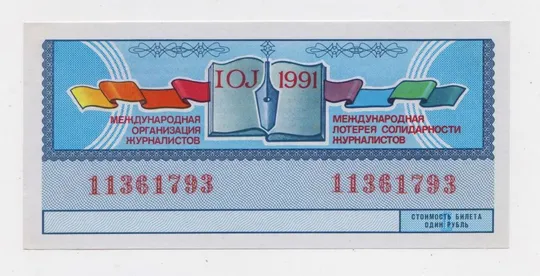 IOJ 1991
МЕЖДУНАРОДНАЯ
ОРГАНИЗАЦИЯ
ЖУРНАЛИСТОВ
МЕЖДУНАРОДНАЯ
ЛОТЕРЕЯ СОЛИДАРНОСТИ
ЖУРНАЛИСТОВ
11361793 11361793
СТОИМОСТЬ БИЛЕТА
ОДИН РУБЛЬ